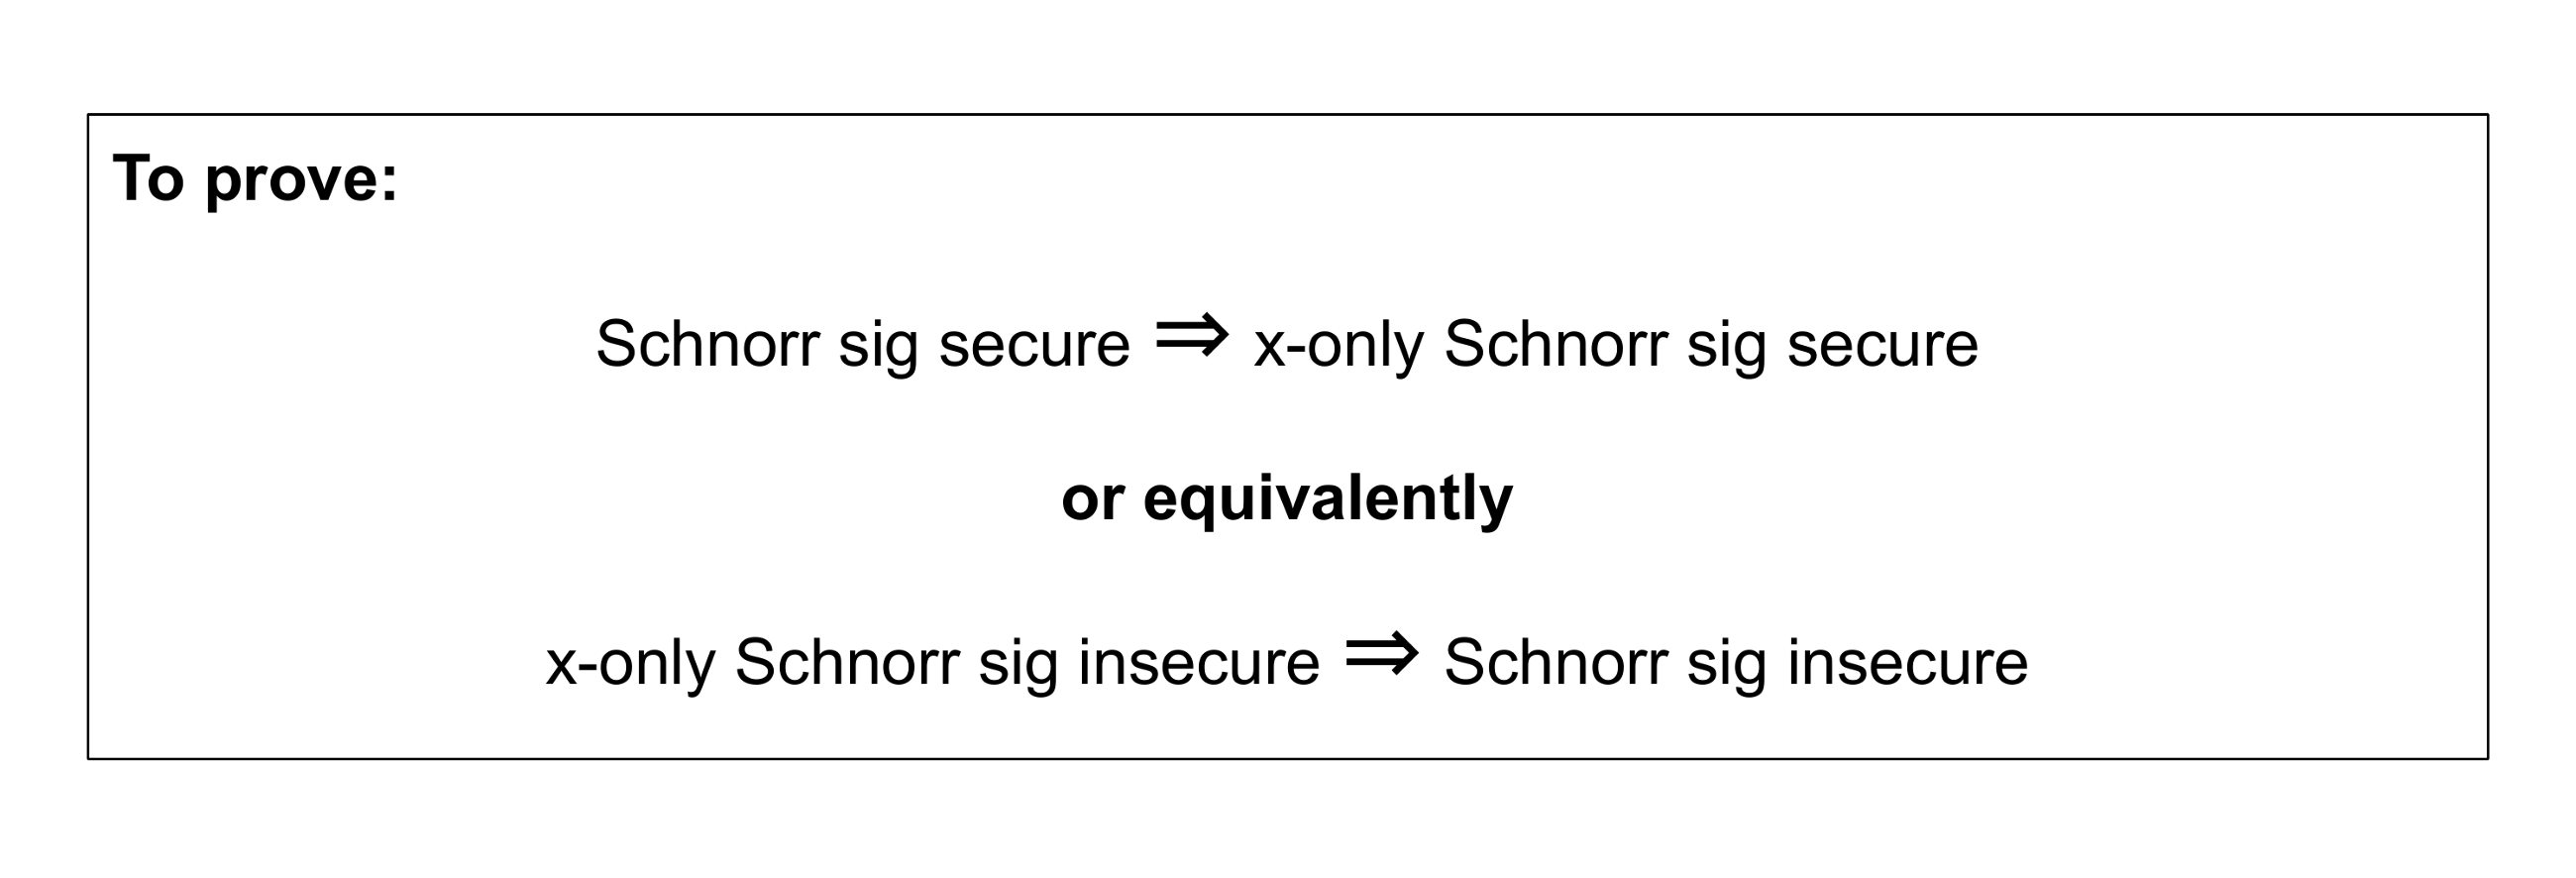 To prove:
Schnorr sig secure ⇒ x-only Schnorr sig secure
or equivalently
x-only Schnorr sig insecure ⇒ Schnorr sig insecure